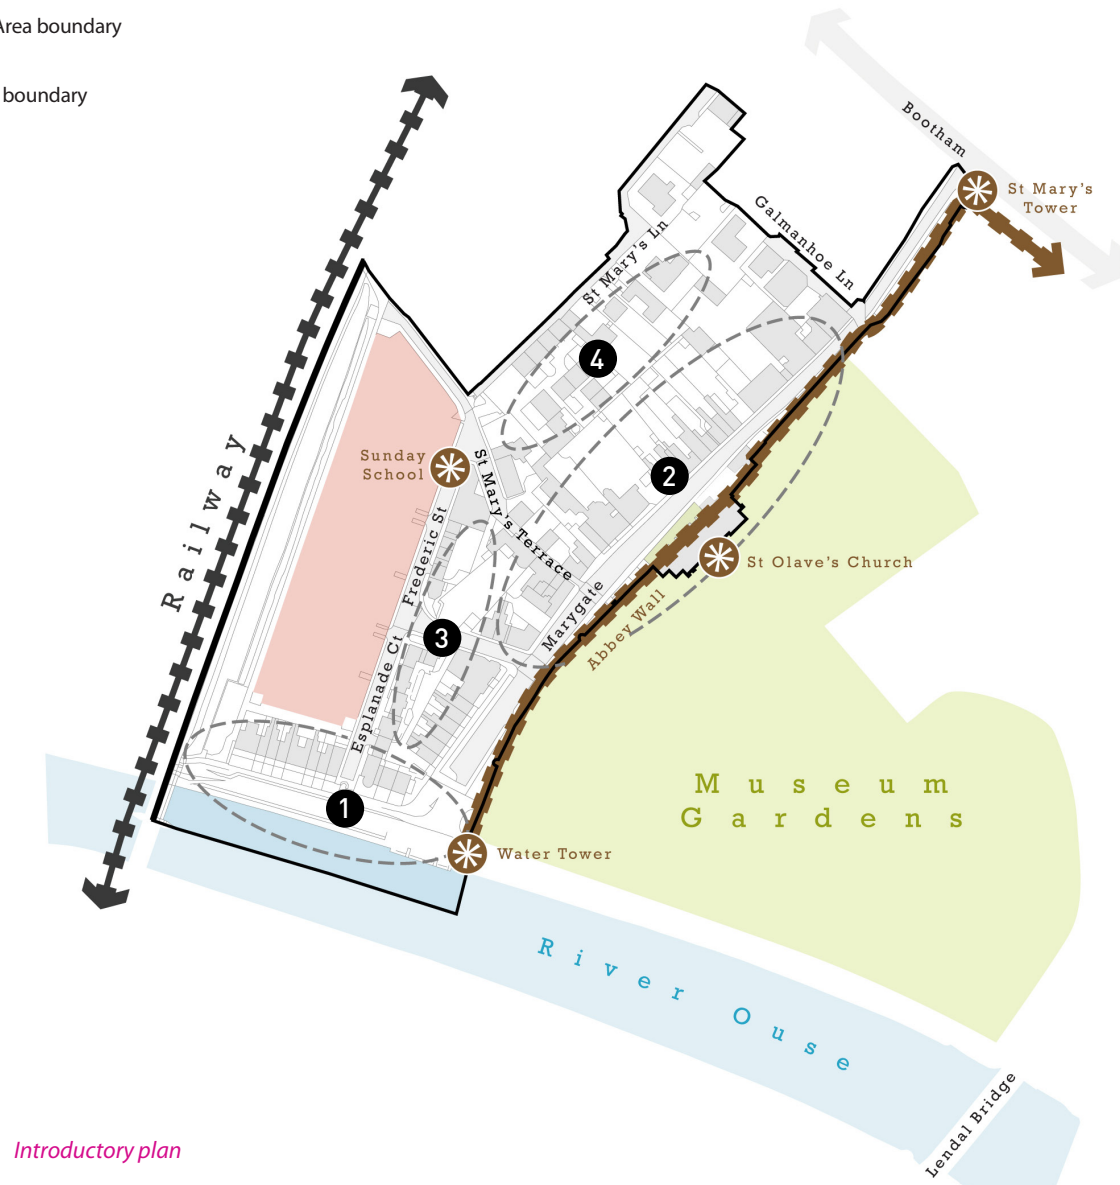 Area boundary
boundary
Bootham
St Mary's
Tower
Galmanhoe Ln
St Mary's Ln
4
2
Sunday
School
St Mary's Terrace
Railway
Frederic St
St Olave's Church
Marygate
Abbey Wall
3
Esplanade Ct
Museum
Gardens
1
Water Tower
River Ouse
Lendal Bridge
Introductory plan